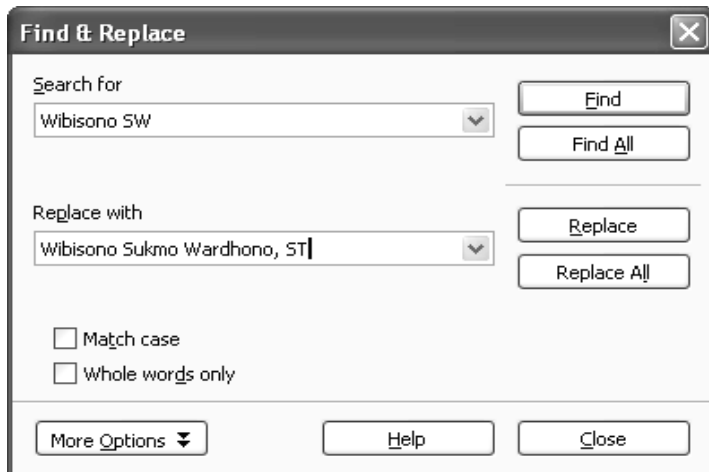 Find & Replace
Search for
Wibisono SW
Find
Find All
Replace with
Wibisono Sukmo Wardhono, ST
Replace
Replace All
Match case
Whole words only
More Options
Help
Close